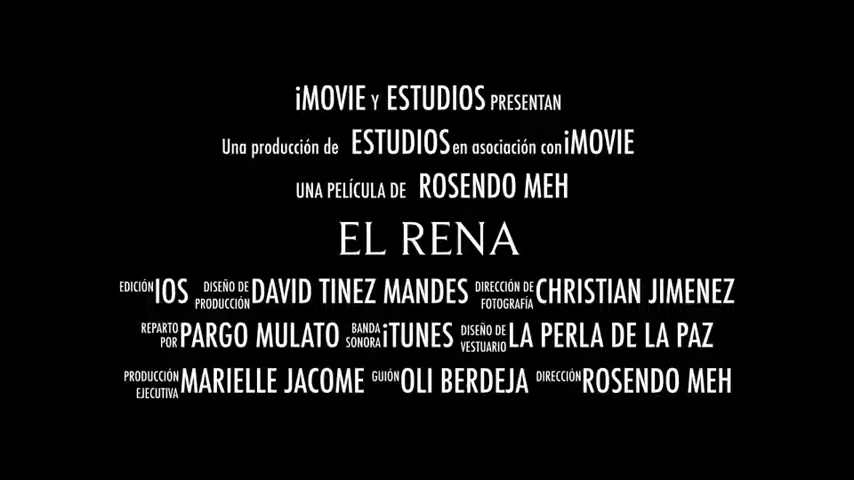 iMOVIE Y ESTUDIOS PRESENTAN
Una producción de ESTUDIOS en asociación con iMOVIE
UNA PELÍCULA DE ROSENDO MEH
EL RENA
EDICIÓN IOS DISEÑO DE PRODUCCIÓN DAVID TINEZ MANDES DIRECCIÓN DE FOTOGRAFÍA CHRISTIAN JIMENEZ
REPARTO POR PARGO MULATO BANDA SONORA iTUNES DISEÑO DE VESTUARIO LA PERLA DE LA PAZ
PRODUCCIÓN EJECUTIVA MARIELLE JACOME GUIÓN OLI BERDEJA DIRECCIÓN ROSENDO MEH